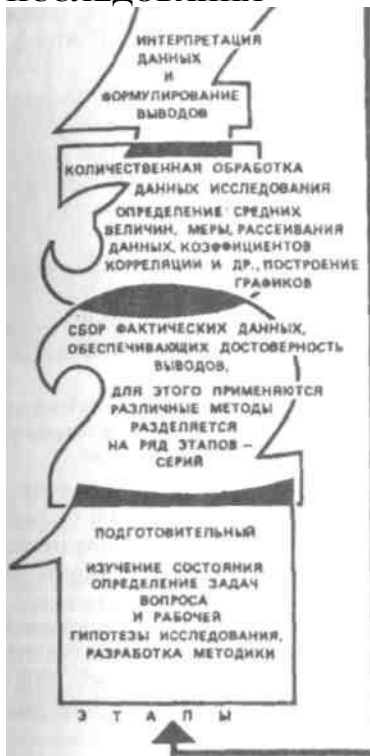 ИССЛЕДОВАНИЯ
ИНТЕРПРЕТАЦИЯ
ДАННЫХ
И
ФОРМУЛИРОВАНИЕ
ВЫВОДОВ
КОЛИЧЕСТВЕННАЯ ОБРАБОТКА
ДАННЫХ ИССЛЕДОВАНИЯ
ОПРЕДЕЛЕНИЕ СРЕДНИХ
ВЕЛИЧИН, МЕРЫ, РАССЕИВАНИЯ
ДАННЫХ, КОЭФФИЦИЕНТОВ
КОРРЕЛЯЦИИ И ДР., ПОСТРОЕНИЕ
ГРАФИКОВ
СБОР ФАКТИЧЕСКИХ ДАННЫХ,
ОБЕСПЕЧИВАЮЩИХ ДОСТОВЕРНОСТЬ
ВЫВОДОВ,
ДЛЯ ЭТОГО ПРИМЕНЯЮТСЯ
РАЗЛИЧНЫЕ МЕТОДЫ
РАЗДЕЛЯЕТСЯ
НА РЯД ЭТАПОВ –
СЕРИЙ
ПОДГОТОВИТЕЛЬНЫЙ
ИЗУЧЕНИЕ СОСТОЯНИЯ
ОПРЕДЕЛЕНИЕ ЗАДАЧ
ВОПРОСА
И РАБОЧЕЙ
ГИПОТЕЗЫ ИССЛЕДОВАНИЯ,
РАЗРАБОТКА МЕТОДИКИ
ЭТАПЫ